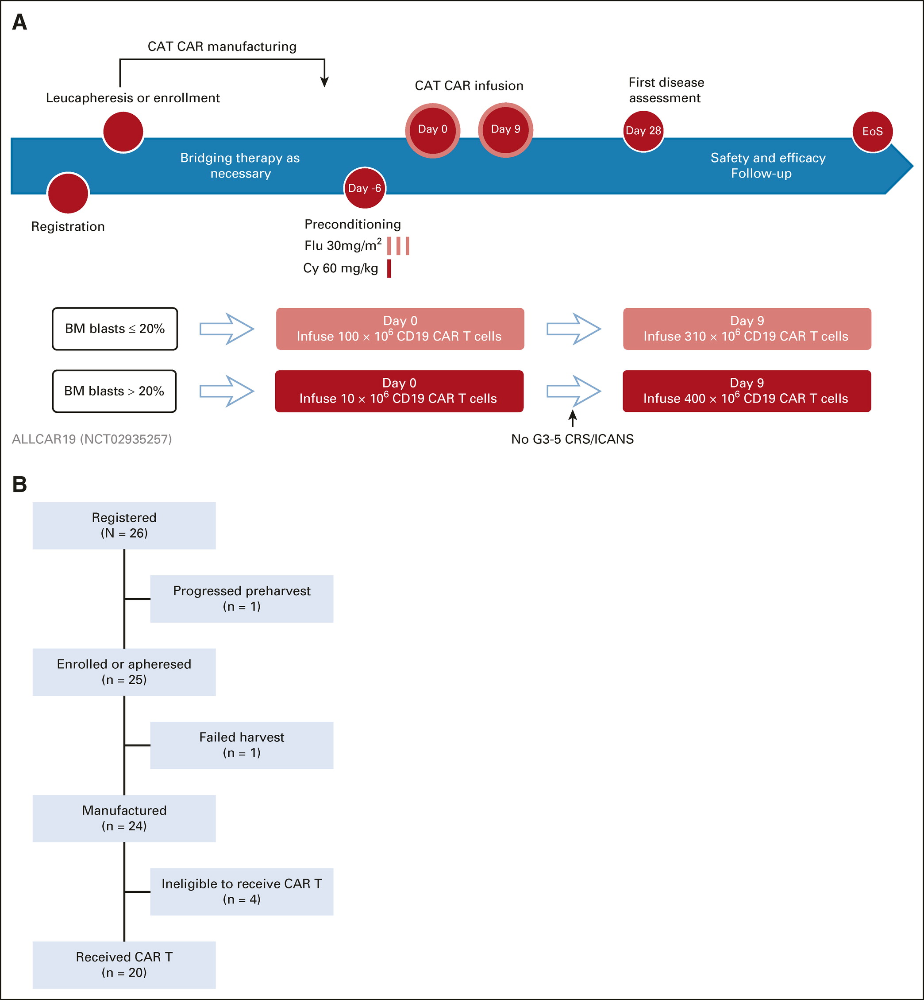 A
CAT CAR manufacturing
Leucapheresis or enrollment
CAT CAR infusion
First disease
assessment
Day 0
Day 9
Day 28
EoS
Bridging therapy as
necessary
Safety and efficacy
Follow-up
Day -6
Registration
Preconditioning
Flu 30mg/m²
Cy 60 mg/kg
BM blasts ≤ 20%
Day 0
Infuse 100 × 10⁶ CD19 CAR T cells
Day 9
Infuse 310 × 10⁶ CD19 CAR T cells
BM blasts > 20%
Day 0
Infuse 10 × 10⁶ CD19 CAR T cells
Day 9
Infuse 400 × 10⁶ CD19 CAR T cells
ALLCAR19 (NCT02935257)
No G3-5 CRS/ICANS
B
Registered
(N = 26)
Progressed preharvest
(n = 1)
Enrolled or apheresed
(n = 25)
Failed harvest
(n = 1)
Manufactured
(n = 24)
Ineligible to receive CAR T
(n = 4)
Received CAR T
(n = 20)